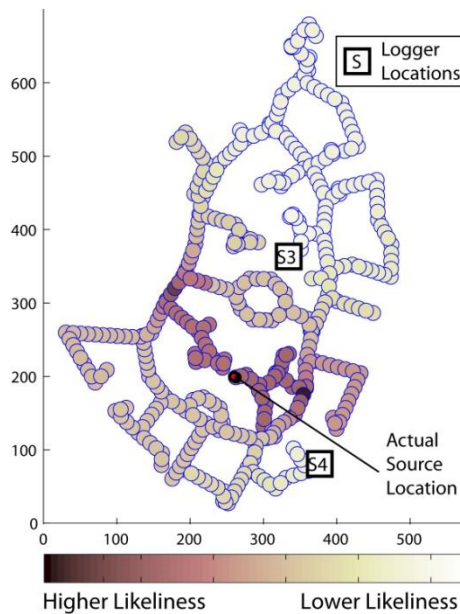 600
500
400
300
200
100
0
0 100 200 300 400 500
S Logger
Locations
S3
S4
Actual
Source
Location
Higher Likeliness Lower Likeliness